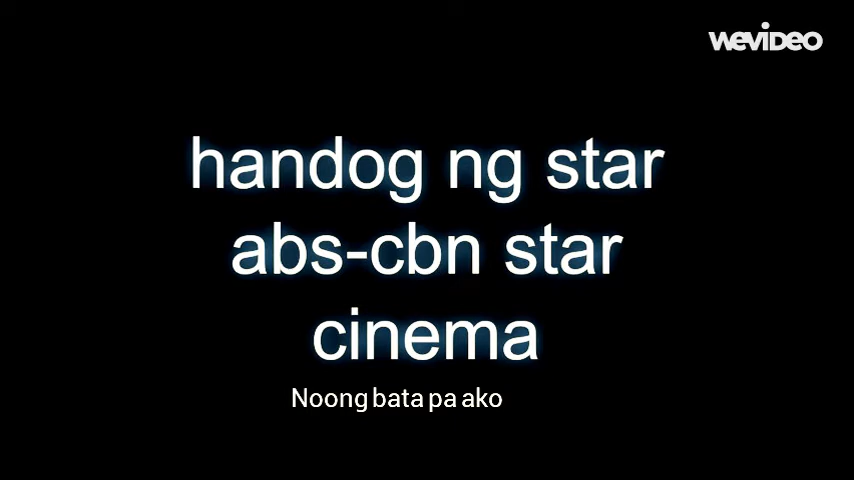 wevideo
handog ng star
abs-cbn star
cinema
Noong bata pa ako